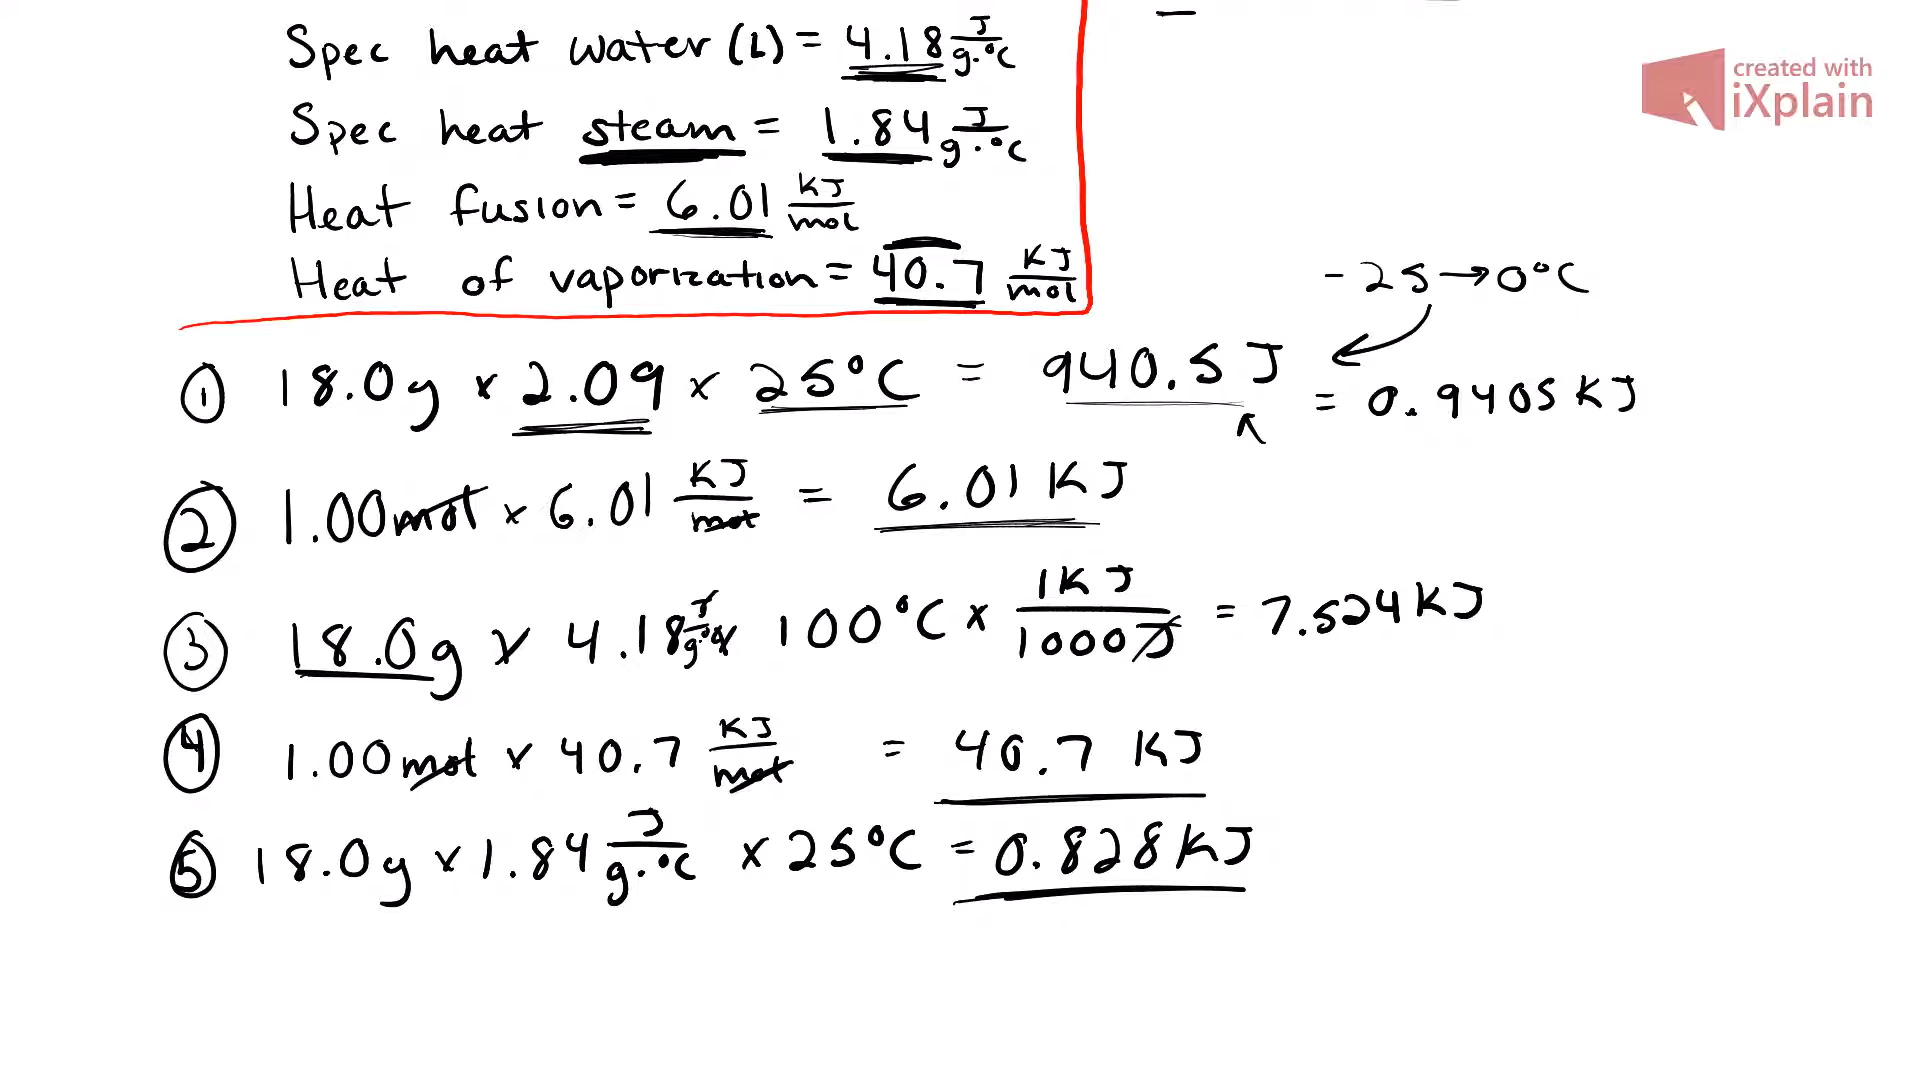 Spec heat water (L) = 4.18 J/g·°C
created with
iXplain
Spec heat steam = 1.84 J/g·°C
Heat fusion = 6.01 KJ/mol
Heat of vaporization = 40.7 KJ/mol
-25 → 0°C
① 18.0g x 2.09 x 25°C = 940.5 J
= 0.9405 KJ
② 1.00 mol x 6.01 KJ/mol = 6.01 KJ
③ 18.0g x 4.18 J/g·°C x 100°C x 1KJ/1000J = 7.524 KJ
④ 1.00 mol x 40.7 KJ/mol = 40.7 KJ
⑤ 18.0g x 1.84 J/g·°C x 25°C = 0.828 KJ